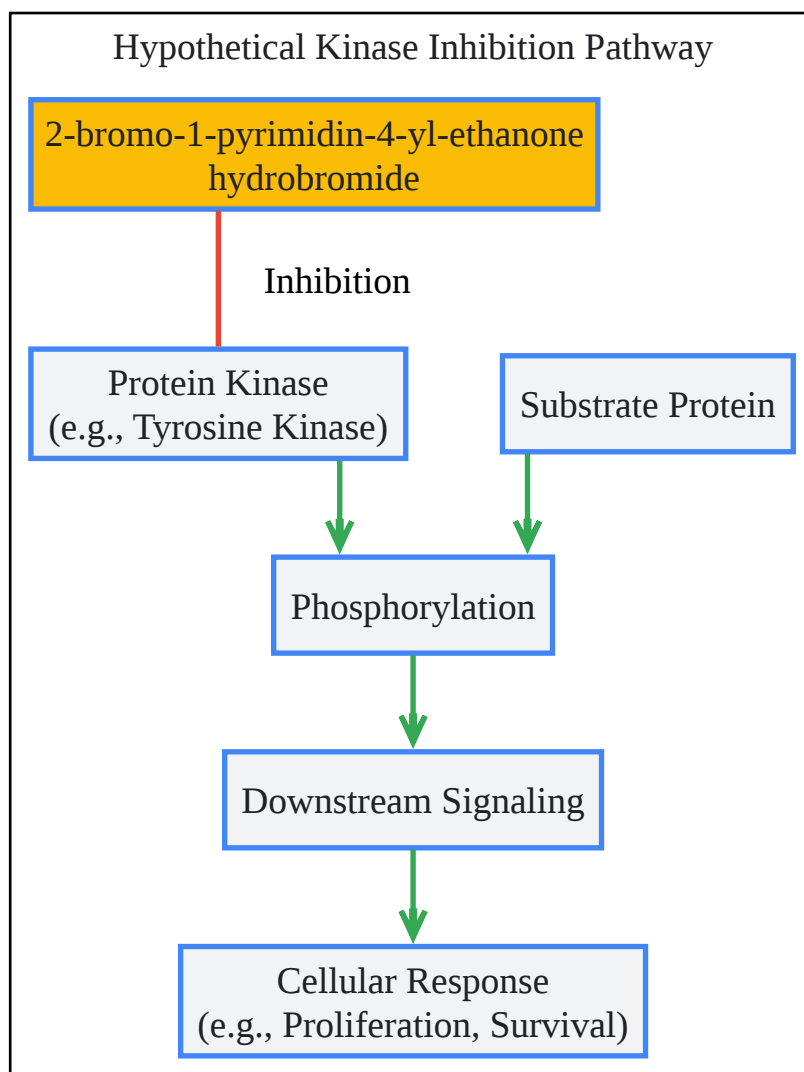 Hypothetical Kinase Inhibition Pathway
2-bromo-1-pyrimidin-4-yl-ethanone
hydrobromide
Inhibition
Protein Kinase
(e.g., Tyrosine Kinase)
Substrate Protein
Phosphorylation
Downstream Signaling
Cellular Response
(e.g., Proliferation, Survival)